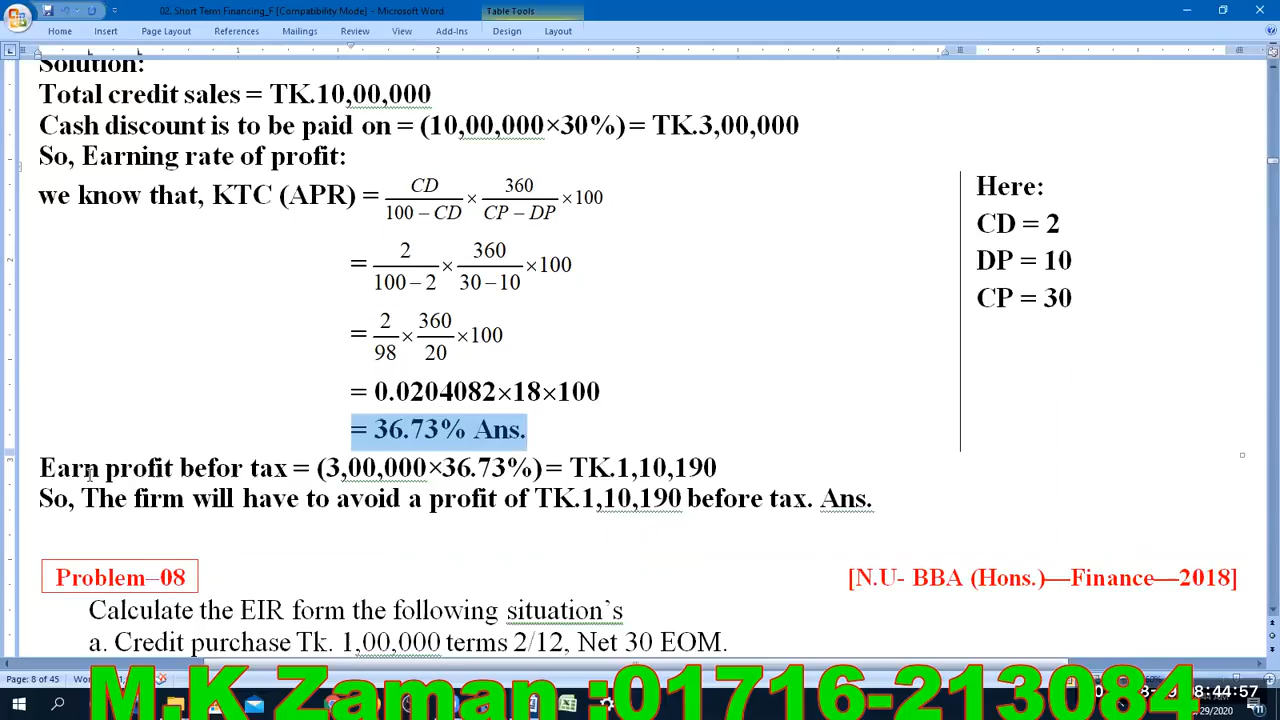 02. Short Term Financing_F [Compatibility Mode] - Microsoft Word
Table Tools
Home Insert Page Layout References Mailings Review View Add-Ins Design Layout
1 2 3 4 5
Solution:
Total credit sales = TK.10,00,000
Cash discount is to be paid on = (10,00,000×30%) = TK.3,00,000
So, Earning rate of profit:
we know that, KTC (APR) = CD/(100 – CD) × 360/(CP – DP) × 100
= 2/(100 – 2) × 360/(30 – 10) × 100
= 2/98 × 360/20 × 100
= 0.0204082×18×100
= 36.73% Ans.
Here:
CD = 2
DP = 10
CP = 30
Earn profit befor tax = (3,00,000×36.73%) = TK.1,10,190
So, The firm will have to avoid a profit of TK.1,10,190 before tax. Ans.
Problem–08
[N.U- BBA (Hons.)—Finance—2018]
Calculate the EIR form the following situation's
a. Credit purchase Tk. 1,00,000 terms 2/12, Net 30 EOM.
Page: 8 of 45
M.K Zaman :01716-213084
:44:57
/29/2020